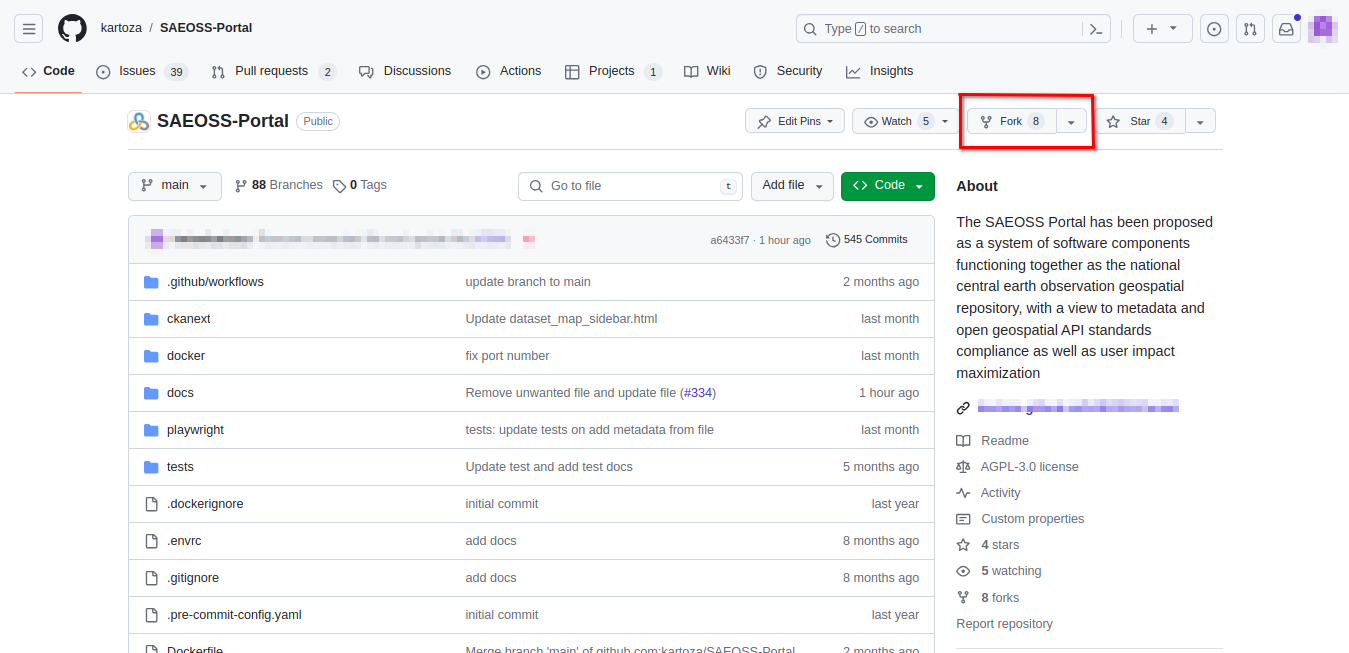 kartoza / SAEOSS-Portal
Type / to search
Code Issues 39 Pull requests 2 Discussions Actions Projects 1 Wiki Security Insights
SAEOSS-Portal Public
Edit Pins Watch 5 Fork 8 Star 4
main 88 Branches 0 Tags Go to file t Add file Code
a6433f7 · 1 hour ago 545 Commits
.github/workflows update branch to main 2 months ago
ckanext Update dataset_map_sidebar.html last month
docker fix port number last month
docs Remove unwanted file and update file (#334) 1 hour ago
playwright tests: update tests on add metadata from file last month
tests Update test and add test docs 5 months ago
.dockerignore initial commit last year
.envrc add docs 8 months ago
.gitignore add docs 8 months ago
.pre-commit-config.yaml initial commit last year
Dockerfile Merge branch 'main' of github.com:kartoza/SAEOSS-Portal 2 months ago
About
The SAEOSS Portal has been proposed
as a system of software components
functioning together as the national
central earth observation geospatial
repository, with a view to metadata and
open geospatial API standards
compliance as well as user impact
maximization
Readme
AGPL-3.0 license
Activity
Custom properties
4 stars
5 watching
8 forks
Report repository